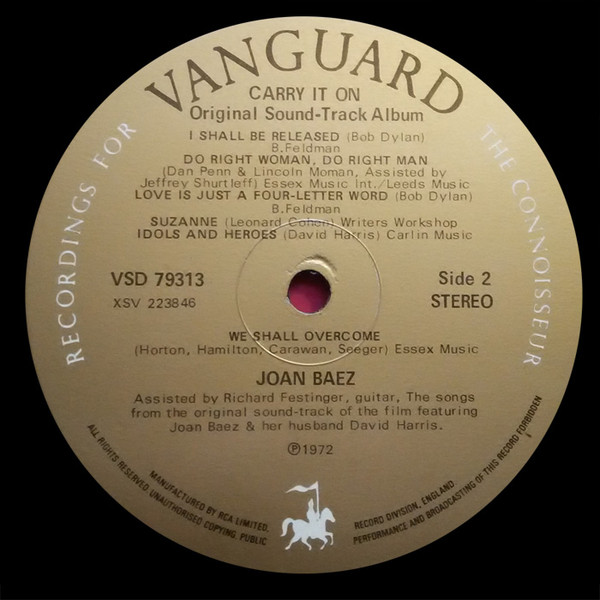 VANGUARD
RECORDINGS FOR THE CONNOISSEUR
CARRY IT ON
Original Sound-Track Album
I SHALL BE RELEASED (Bob Dylan)
B.Feldman
DO RIGHT WOMAN, DO RIGHT MAN
(Dan Penn & Lincoln Moman, Assisted by
Jeffrey Shurtleff) Essex Music Int./Leeds Music
LOVE IS JUST A FOUR-LETTER WORD (Bob Dylan)
B.Feldman
SUZANNE (Leonard Cohen) Writers Workshop
IDOLS AND HEROES (David Harris) Carlin Music
VSD 79313
XSV 223846
Side 2
STEREO
WE SHALL OVERCOME
(Horton, Hamilton, Carawan, Seeger) Essex Music
JOAN BAEZ
Assisted by Richard Festinger, guitar, The songs
from the original sound-track of the film featuring
Joan Baez & her husband David Harris.
Ⓟ1972
MANUFACTURED BY RCA LIMITED, RECORD DIVISION, ENGLAND
ALL RIGHTS RESERVED. UNAUTHORISED COPYING, PUBLIC PERFORMANCE AND BROADCASTING OF THIS RECORD FORBIDDEN